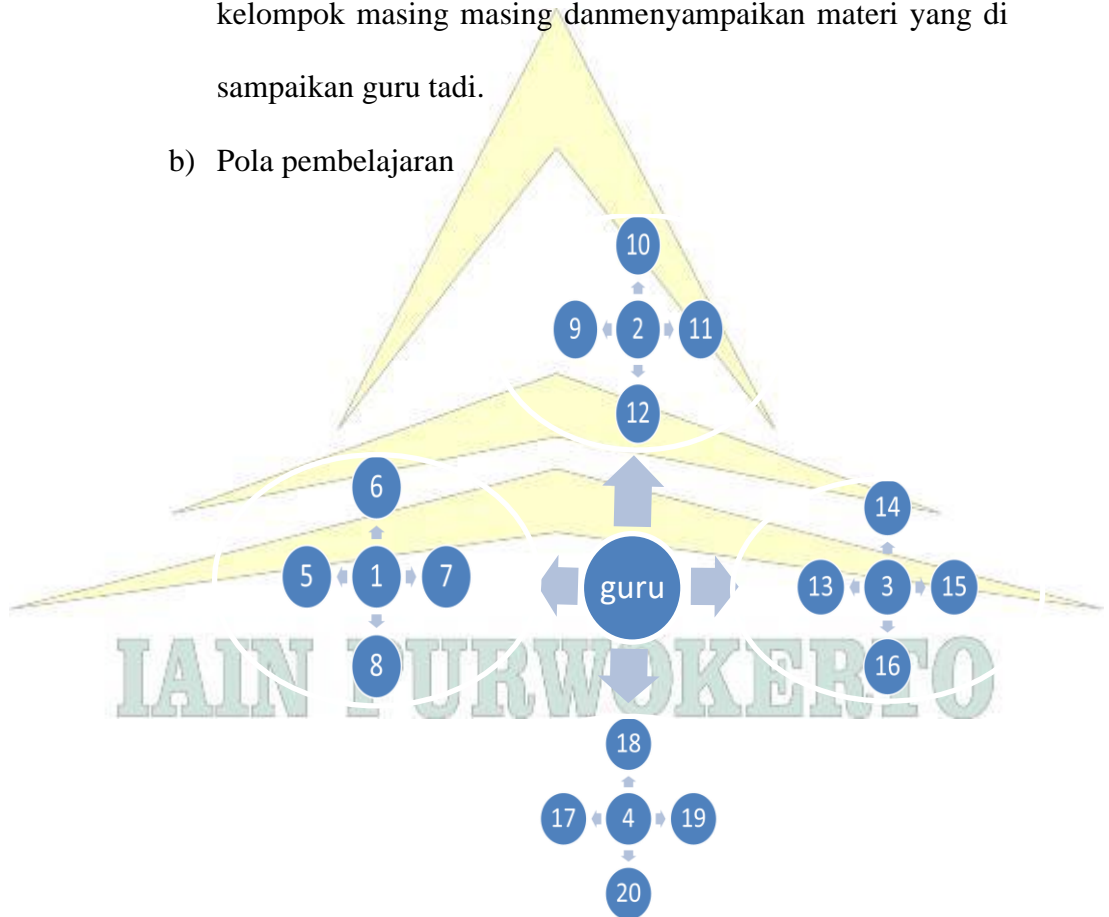 kelompok masing masing danmenyampaikan materi yang di
sampaikan guru tadi.
b) Pola pembelajaran
10
9 2 11
12
6
14
5 1 7
guru
13 3 15
8
16
IAIN PURWOKERTO
18
17 4 19
20